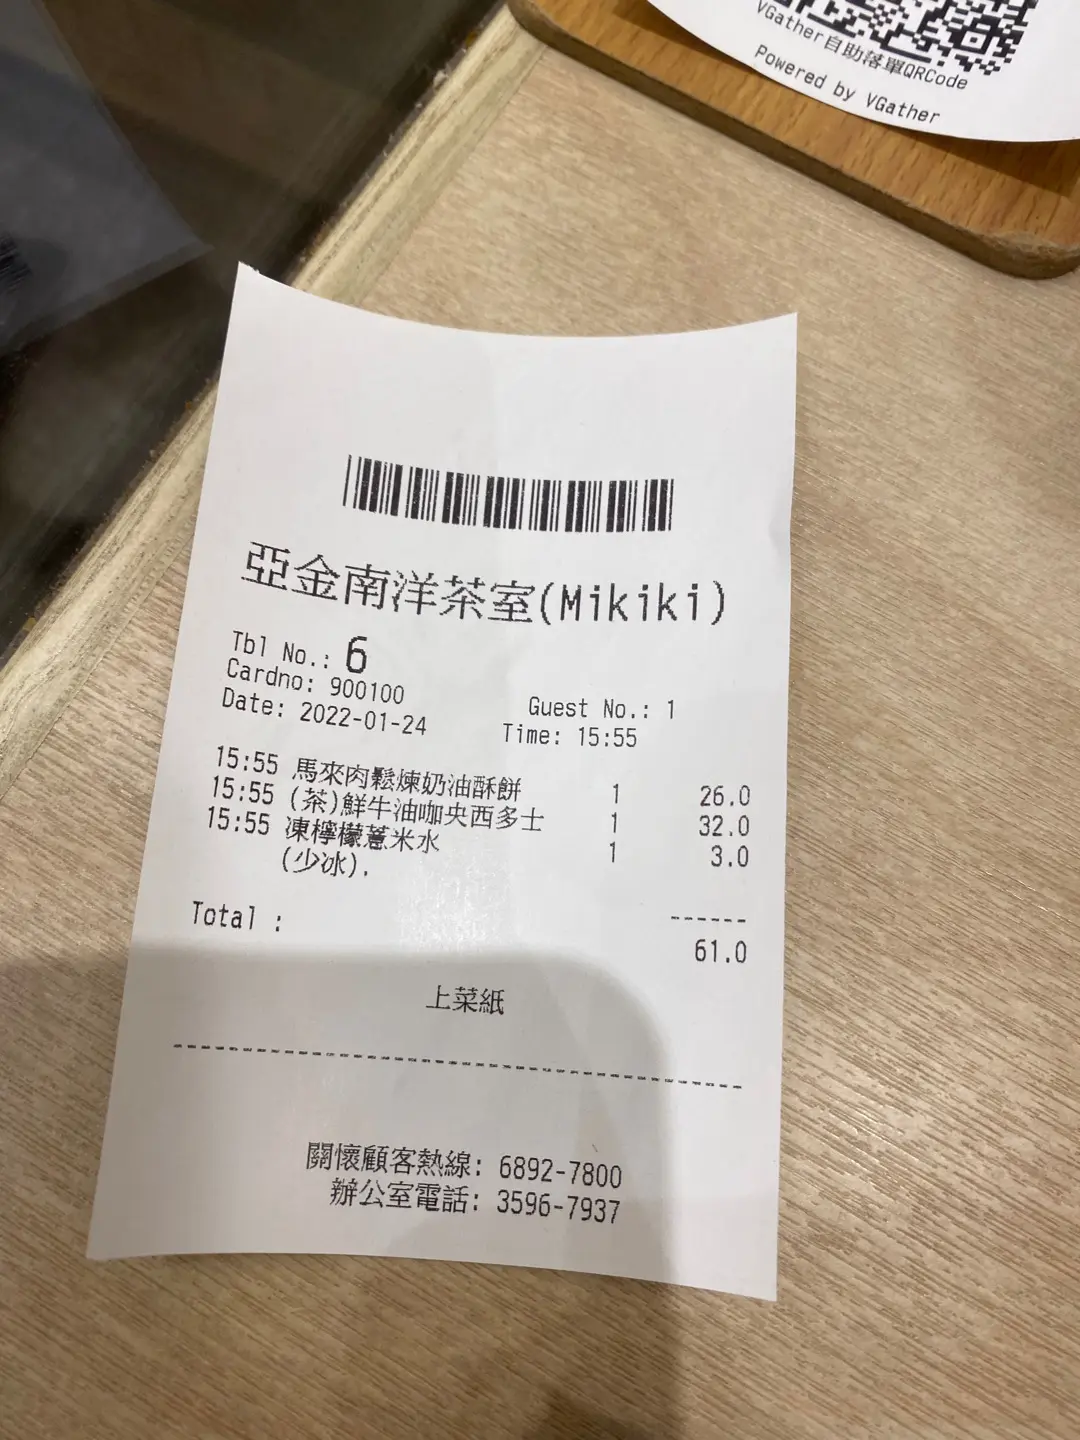 VGather自助落單QRCode
Powered by VGather
亞金南洋茶室(Mikiki)
Tbl No.: 6
Cardno: 900100
Guest No.: 1
Date: 2022-01-24
Time: 15:55
15:55 馬來肉鬆煉奶油酥餅 1 26.0
15:55 (茶)鮮牛油咖央西多士 1 32.0
15:55 凍檸檬薏米水 1 3.0
(少冰).
------
Total :
61.0
上菜紙
關懷顧客熱線: 6892-7800
辦公室電話: 3596-7937